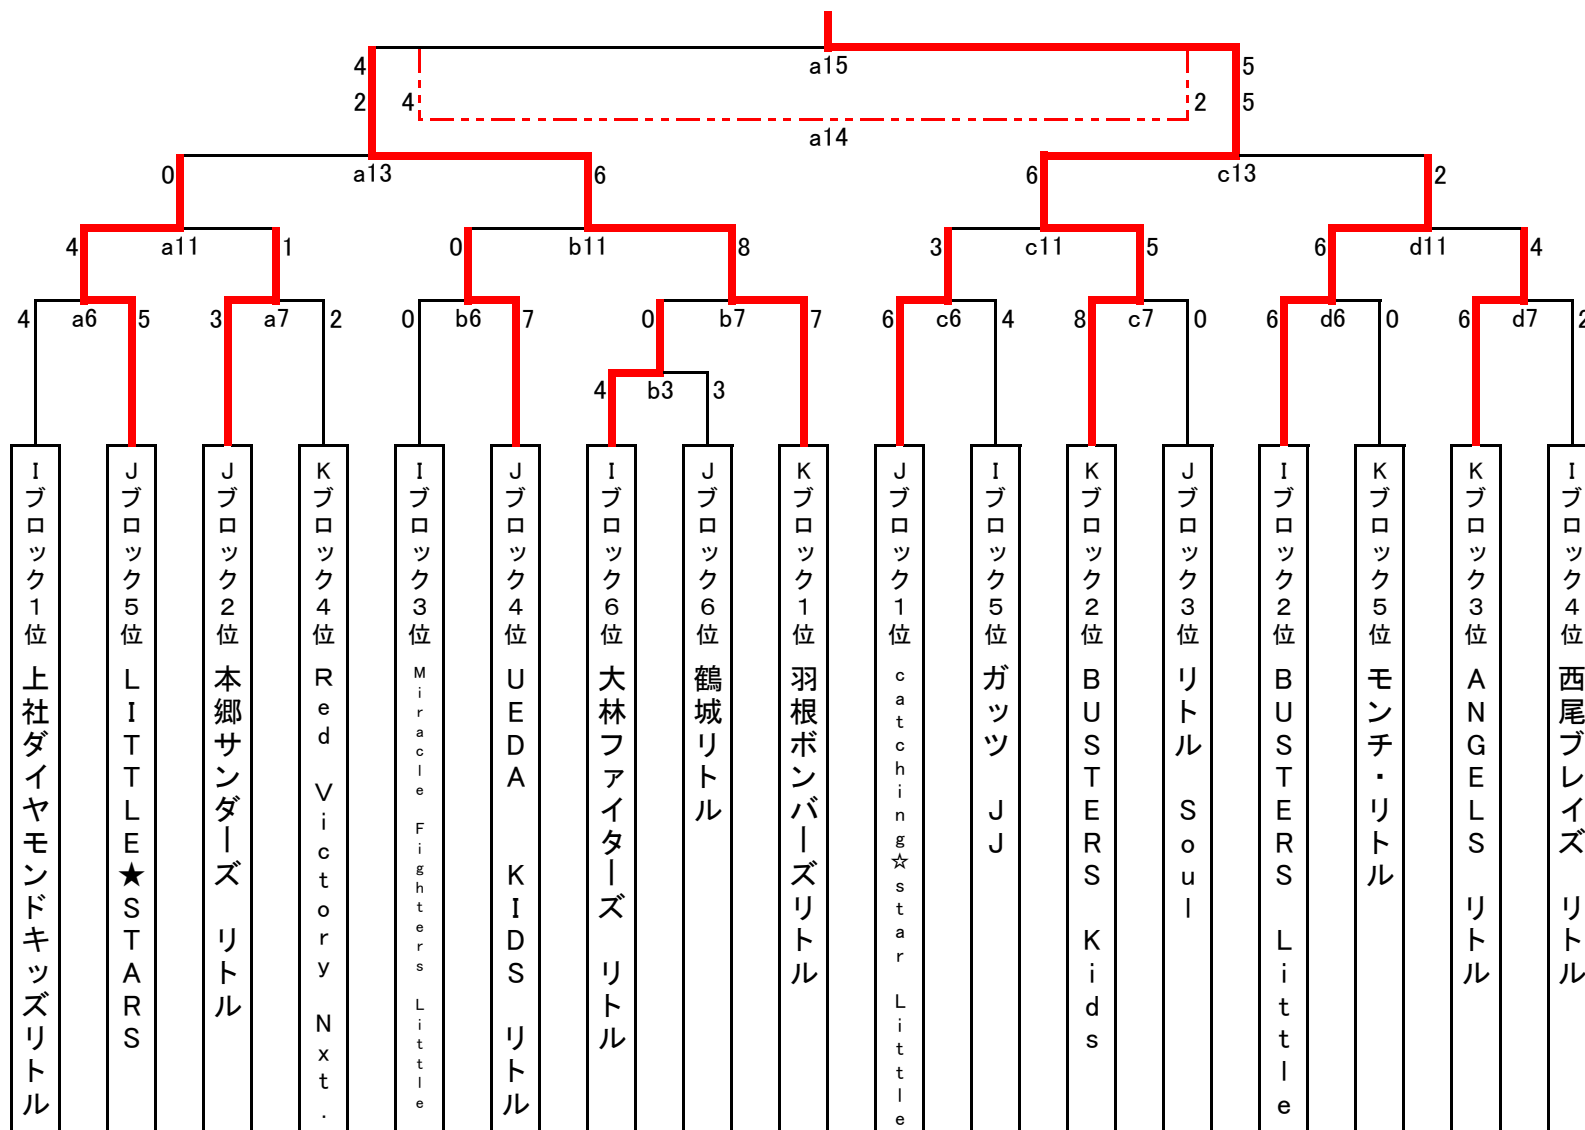 a15
4 5
2 4 2 5
a14
0 a13 6 6 c13 2
4 a11 1 0 b11 8 3 c11 5 6 d11 4
4 a6 5 3 a7 2 0 b6 7 0 b7 7 6 c6 4 8 c7 0 6 d6 0 6 d7 2
4 b3 3
Iブロック1位 上社ダイヤモンドキッズリトル
Jブロック5位 LITTLE★STARS
Jブロック2位 本郷サンダーズ リトル
Kブロック4位 Red Victory Nxt.
Iブロック3位 Miracle Fighters Little
Jブロック4位 UEDA KIDS リトル
Iブロック6位 大林ファイターズ リトル
Jブロック6位 鶴城リトル
Kブロック1位 羽根ボンバーズリトル
Jブロック1位 catching☆star Little
Iブロック5位 ガッツ JJ
Kブロック2位 BUSTERS Kids
Jブロック3位 リトル Soul
Iブロック2位 BUSTERS Little
Kブロック5位 モンチ・リトル
Kブロック3位 ANGELS リトル
Iブロック4位 西尾ブレイズ リトル